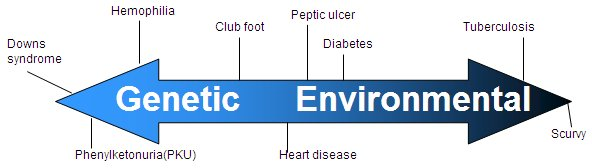 Hemophilia
Peptic ulcer
Club foot
Tuberculosis
Downs
syndrome
Diabetes
Genetic Environmental
Scurvy
Phenylketonuria(PKU)
Heart disease